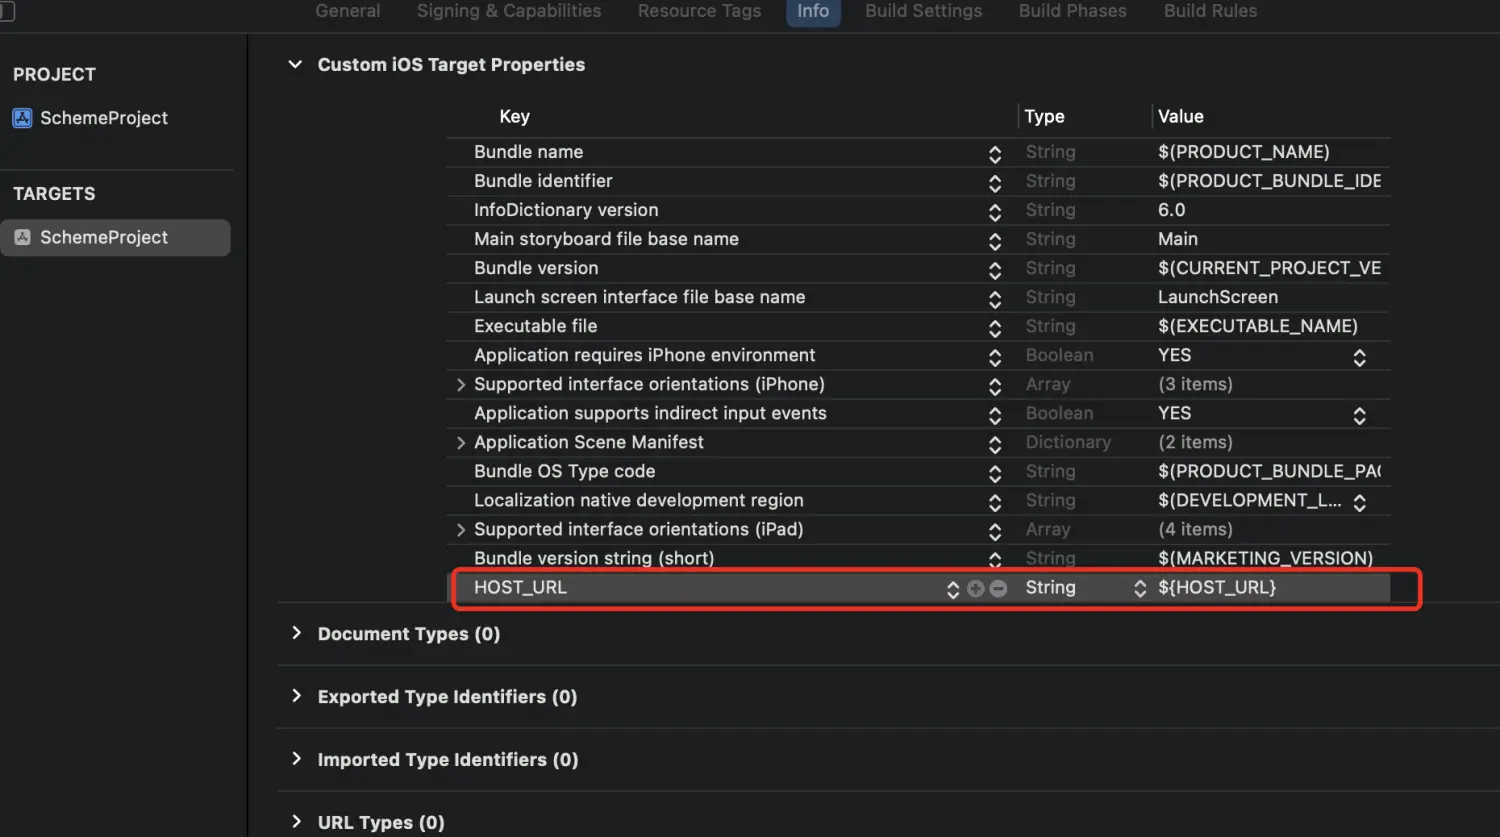 General Signing & Capabilities Resource Tags Info Build Settings Build Phases Build Rules
PROJECT
SchemeProject
TARGETS
SchemeProject
Custom iOS Target Properties
Key Type Value
Bundle name String $(PRODUCT_NAME)
Bundle identifier String $(PRODUCT_BUNDLE_IDE
InfoDictionary version String 6.0
Main storyboard file base name String Main
Bundle version String $(CURRENT_PROJECT_VE
Launch screen interface file base name String LaunchScreen
Executable file String $(EXECUTABLE_NAME)
Application requires iPhone environment Boolean YES
Supported interface orientations (iPhone) Array (3 items)
Application supports indirect input events Boolean YES
Application Scene Manifest Dictionary (2 items)
Bundle OS Type code String $(PRODUCT_BUNDLE_PAC
Localization native development region String $(DEVELOPMENT_L...
Supported interface orientations (iPad) Array (4 items)
Bundle version string (short) String $(MARKETING_VERSION)
HOST_URL String ${HOST_URL}
Document Types (0)
Exported Type Identifiers (0)
Imported Type Identifiers (0)
URL Types (0)